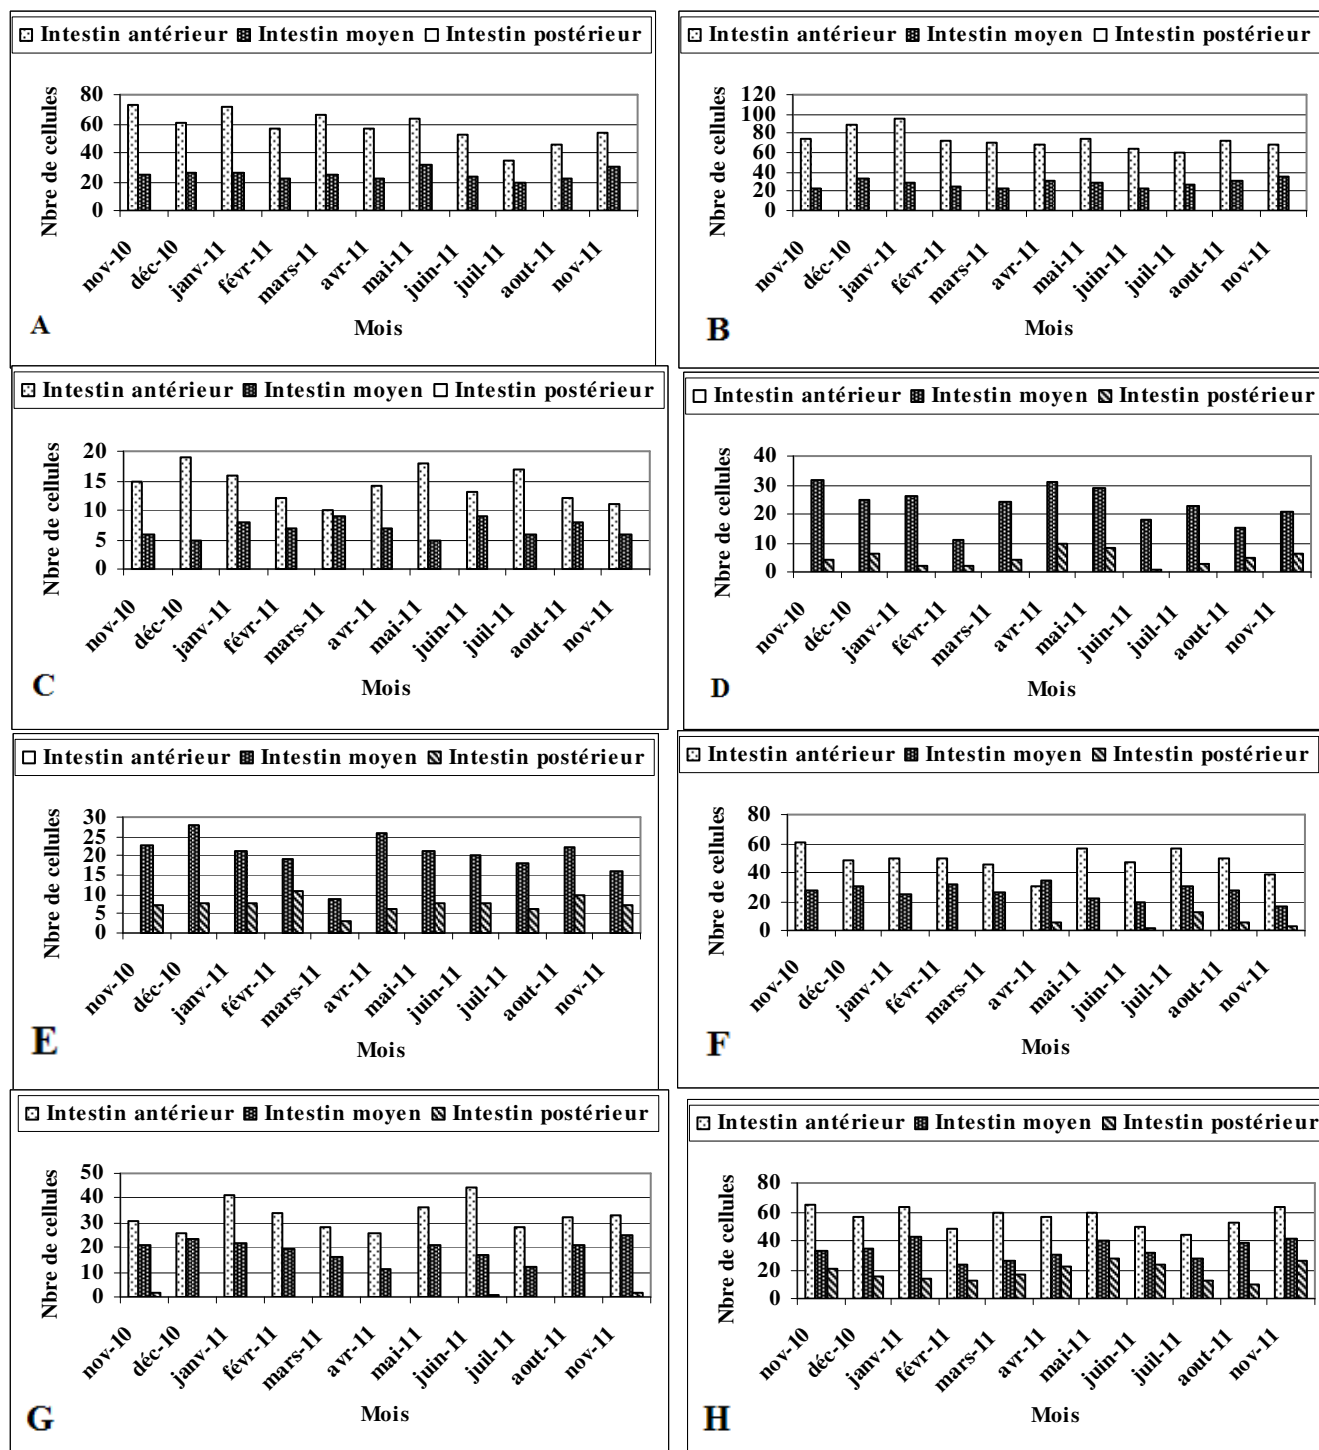 Intestin antérieur Intestin moyen Intestin postérieur
Nbre de cellules
80
60
40
20
0
nov-10 déc-10 janv-11 févr-11 mars-11 avr-11 mai-11 juin-11 juil-11 aout-11 nov-11
Mois
A
Intestin antérieur Intestin moyen Intestin postérieur
Nbre de cellules
120
100
80
60
40
20
0
nov-10 déc-10 janv-11 févr-11 mars-11 avr-11 mai-11 juin-11 juil-11 aout-11 nov-11
Mois
B
Intestin antérieur Intestin moyen Intestin postérieur
Nbre de cellules
20
15
10
5
0
nov-10 déc-10 janv-11 févr-11 mars-11 avr-11 mai-11 juin-11 juil-11 aout-11 nov-11
Mois
C
Intestin antérieur Intestin moyen Intestin postérieur
Nbre de cellules
40
30
20
10
0
nov-10 déc-10 janv-11 févr-11 mars-11 avr-11 mai-11 juin-11 juil-11 aout-11 nov-11
Mois
D
Intestin antérieur Intestin moyen Intestin postérieur
Nbre de cellules
30
25
20
15
10
5
0
nov-10 déc-10 janv-11 févr-11 mars-11 avr-11 mai-11 juin-11 juil-11 aout-11 nov-11
Mois
E
Intestin antérieur Intestin moyen Intestin postérieur
Nbre de cellules
80
60
40
20
0
nov-10 déc-10 janv-11 févr-11 mars-11 avr-11 mai-11 juin-11 juil-11 aout-11 nov-11
Mois
F
Intestin antérieur Intestin moyen Intestin postérieur
Nbre de cellules
50
40
30
20
10
0
nov-10 déc-10 janv-11 févr-11 mars-11 avr-11 mai-11 juin-11 juil-11 aout-11 nov-11
Mois
G
Intestin antérieur Intestin moyen Intestin postérieur
Nbre de cellules
80
60
40
20
0
nov-10 déc-10 janv-11 févr-11 mars-11 avr-11 mai-11 juin-11 juil-11 aout-11 nov-11
Mois
H